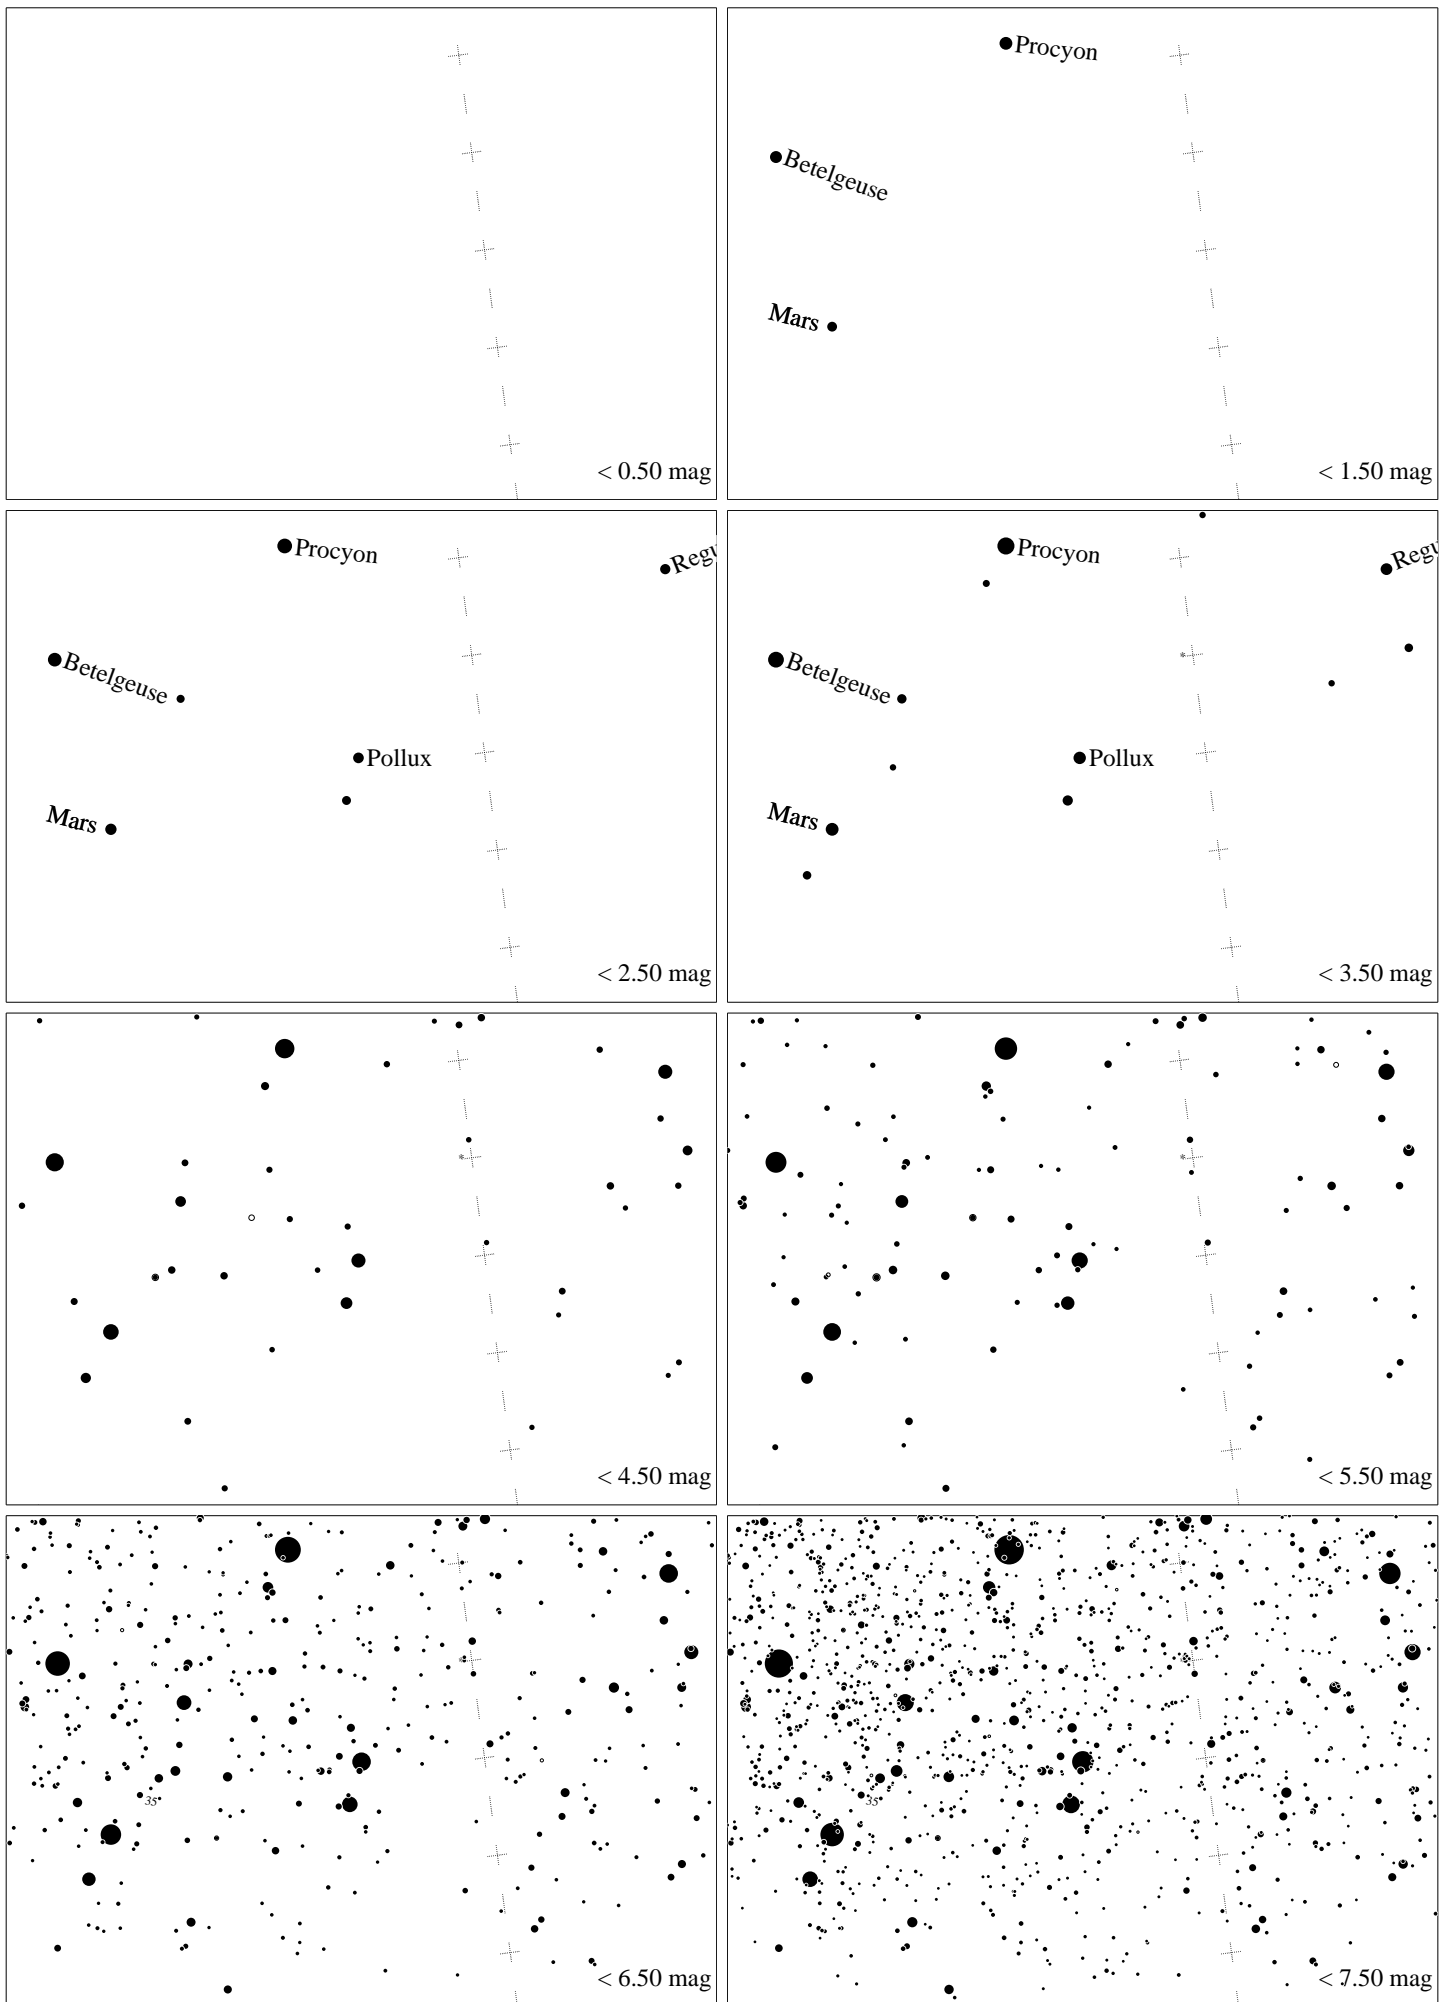 < 0.50 mag
Procyon
Betelgeuse
Mars
< 1.50 mag
Procyon
Regu
Betelgeuse
Pollux
Mars
< 2.50 mag
Procyon
Regu
Betelgeuse
Pollux
Mars
< 3.50 mag
< 4.50 mag
< 5.50 mag
35
< 6.50 mag
35
< 7.50 mag